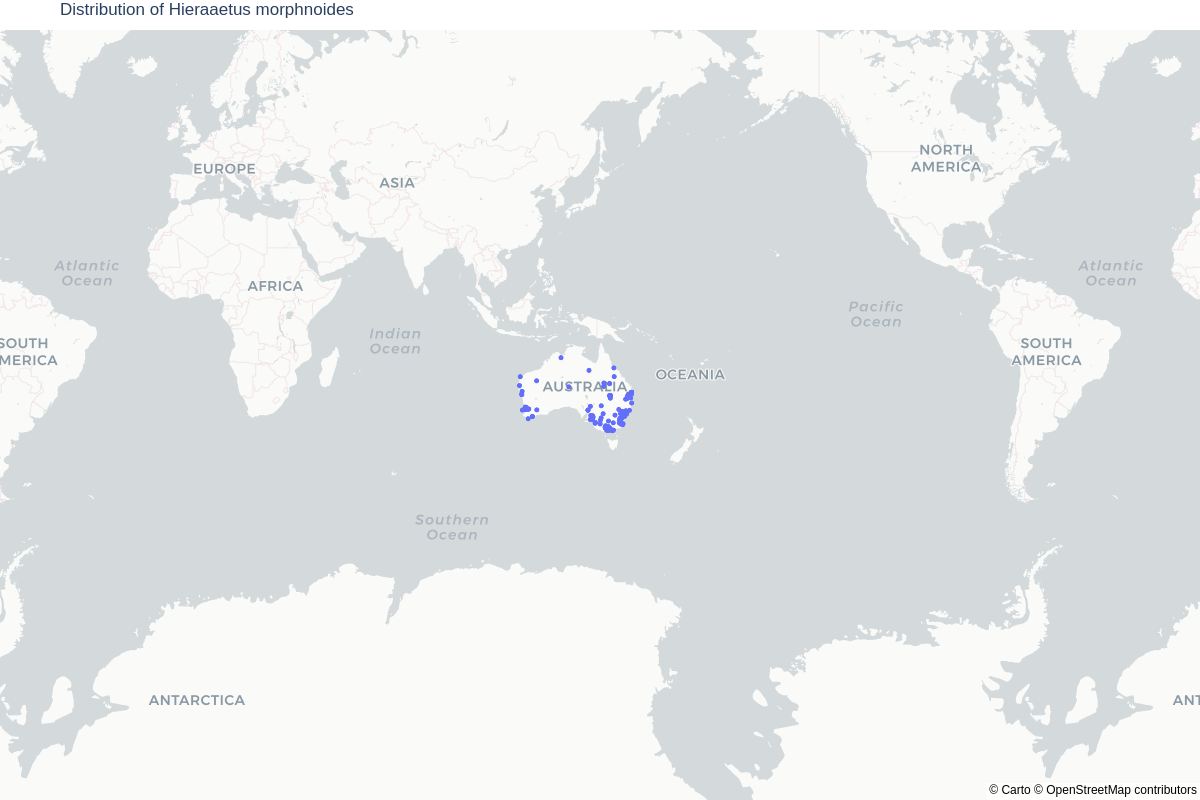 Distribution of Hieraaetus morphnoides
NORTH
AMERICA
EUROPE
ASIA
Atlantic
Ocean
Atlantic
Ocean
AFRICA
Pacific
Ocean
Indian
Ocean
SOUTH
MERICA
SOUTH
AMERICA
OCEANIA
AUSTRALIA
Southern
Ocean
ANTARCTICA
ANT
© Carto © OpenStreetMap contributors